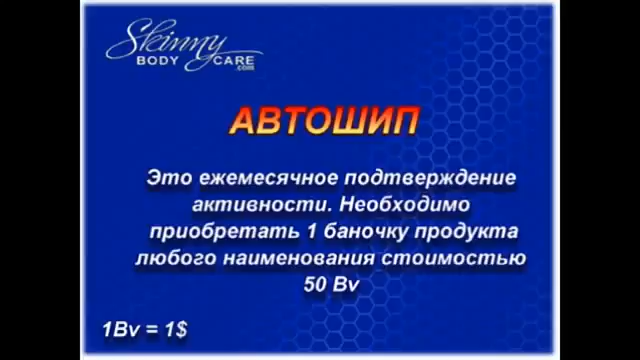 Skinny
BODY CARE
.com
АВТОШИП
Это ежемесячное подтверждение
активности. Необходимо
приобретать 1 баночку продукта
любого наименования стоимостью
50 Bv
1Bv = 1$